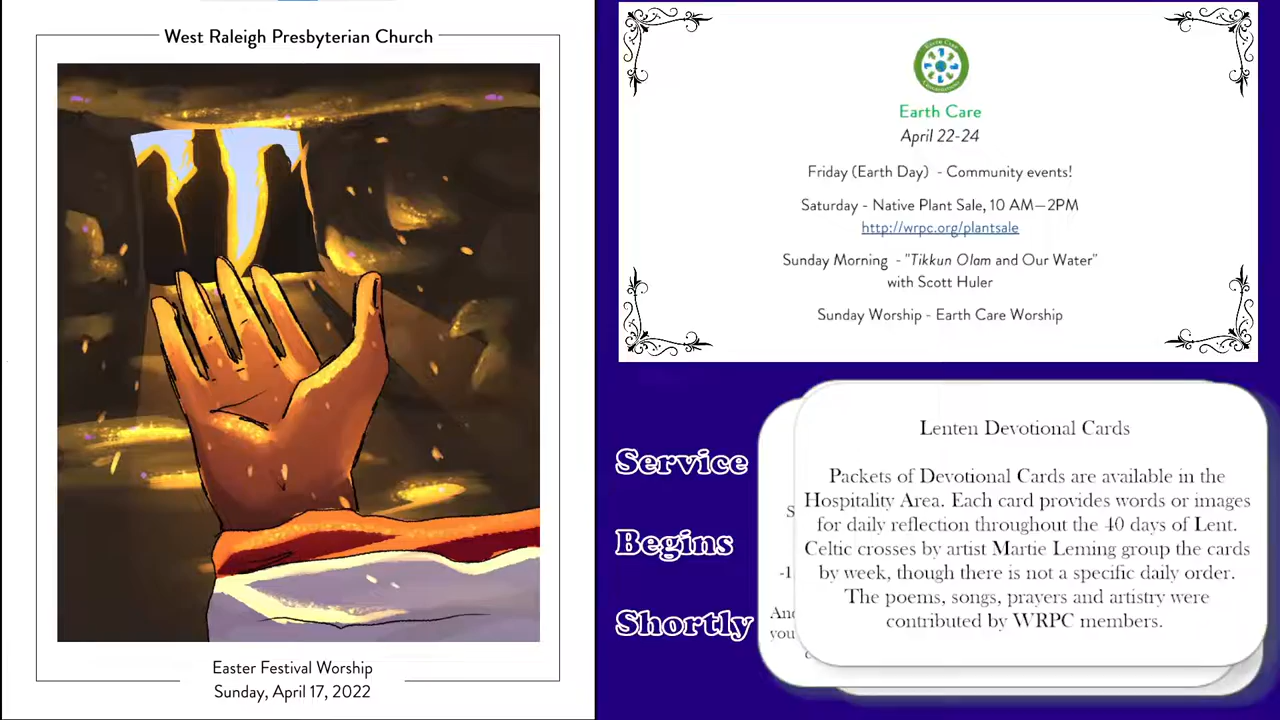 West Raleigh Presbyterian Church
Easter Festival Worship
Sunday, April 17, 2022
Earth Care
April 22-24
Friday (Earth Day) - Community events!
Saturday - Native Plant Sale, 10 AM—2PM
http://wrpc.org/plantsale
Sunday Morning - "Tikkun Olam and Our Water"
with Scott Huler
Sunday Worship - Earth Care Worship
Service
Begins
Shortly
Lenten Devotional Cards
Packets of Devotional Cards are available in the
Hospitality Area. Each card provides words or images
for daily reflection throughout the 40 days of Lent.
Celtic crosses by artist Martie Leming group the cards
by week, though there is not a specific daily order.
The poems, songs, prayers and artistry were
contributed by WRPC members.